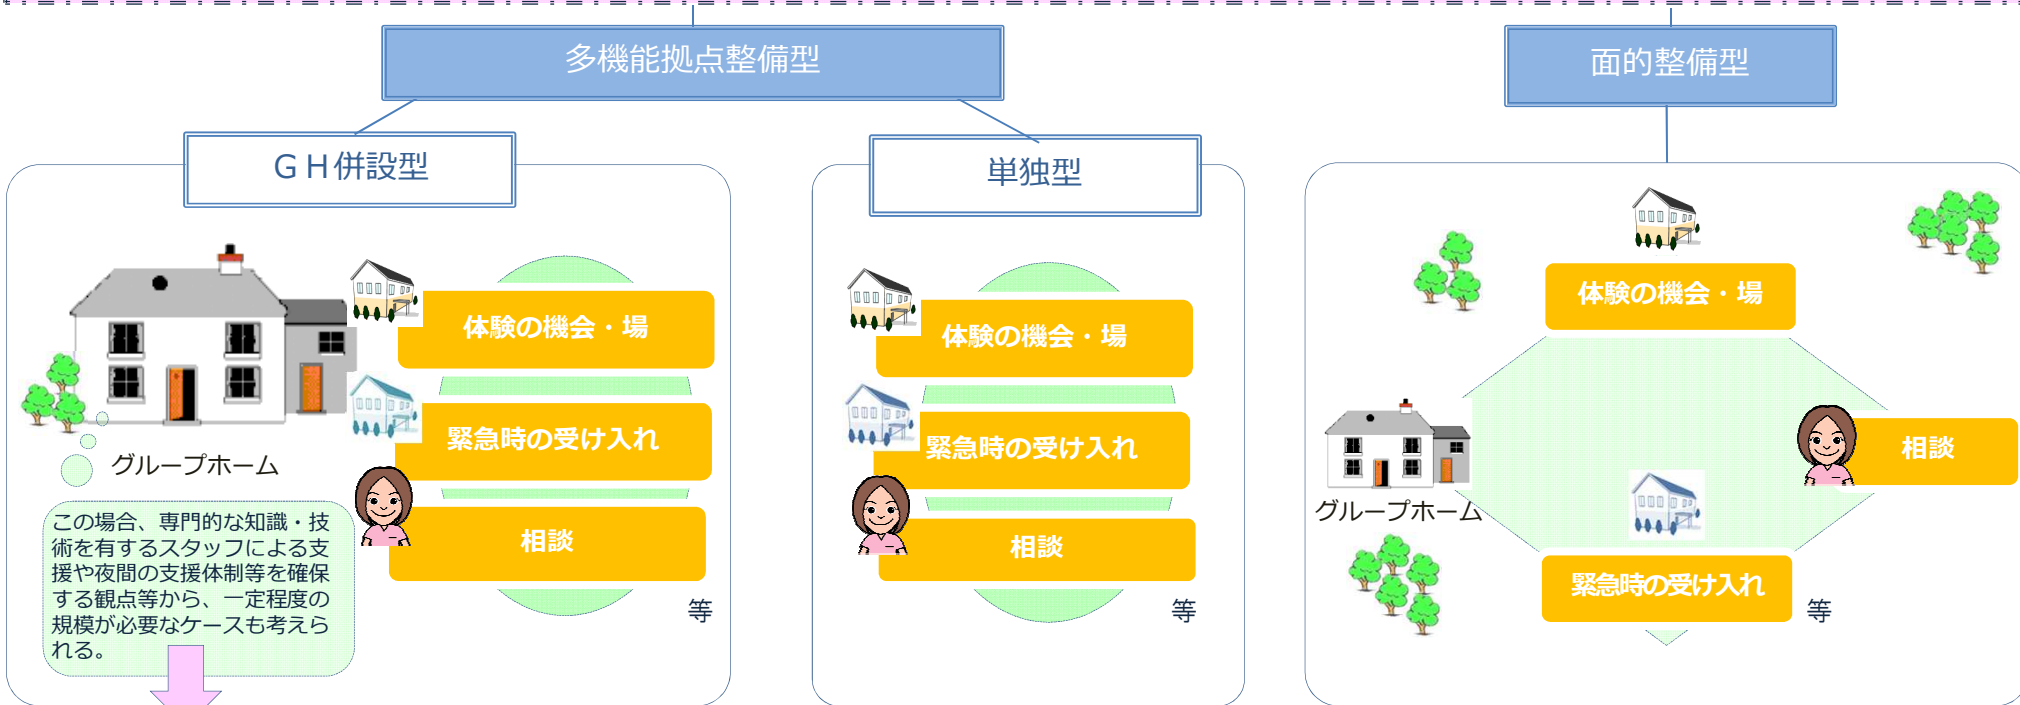 多機能拠点整備型
面的整備型
ＧＨ併設型
単独型
体験の機会・場
緊急時の受け入れ
相談
等
グループホーム
この場合、専門的な知識・技
術を有するスタッフによる支
援や夜間の支援体制等を確保
する観点等から、一定程度の
規模が必要なケースも考えら
れる。
体験の機会・場
緊急時の受け入れ
相談
等
体験の機会・場
相談
グループホーム
緊急時の受け入れ
等